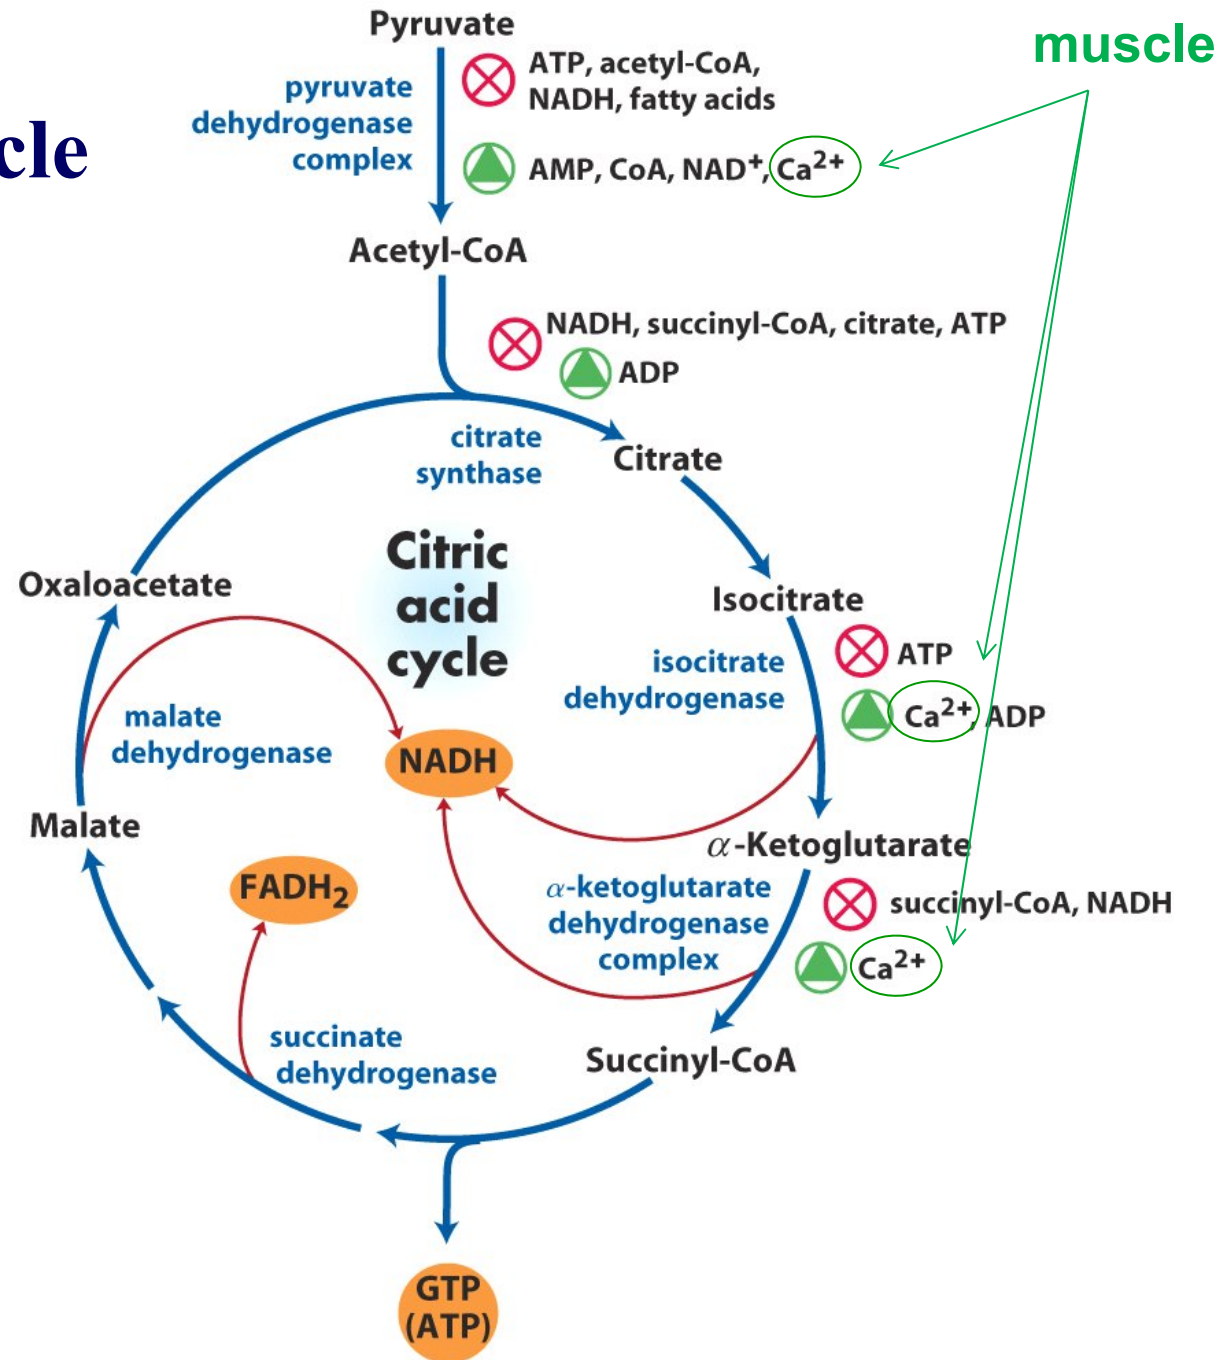 Pyruvate
muscle
cle
ATP, acetyl-CoA,
NADH, fatty acids
pyruvate
dehydrogenase
complex
AMP, CoA, NAD⁺, Ca²⁺
Acetyl-CoA
NADH, succinyl-CoA, citrate, ATP
ADP
citrate
synthase
Citrate
Citric
acid
cycle
Oxaloacetate
Isocitrate
ATP
isocitrate
dehydrogenase
Ca²⁺, ADP
malate
dehydrogenase
NADH
Malate
α-Ketoglutarate
FADH₂
α-ketoglutarate
dehydrogenase
complex
succinyl-CoA, NADH
Ca²⁺
succinate
dehydrogenase
Succinyl-CoA
GTP
(ATP)